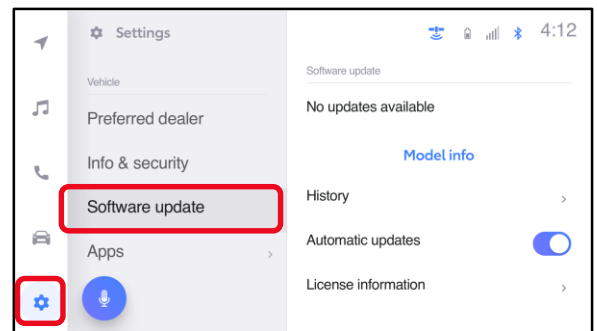 Settings
4:12
Vehicle
Preferred dealer
Info & security
Software update
Apps
Software update
No updates available
Model info
History
Automatic updates
License information